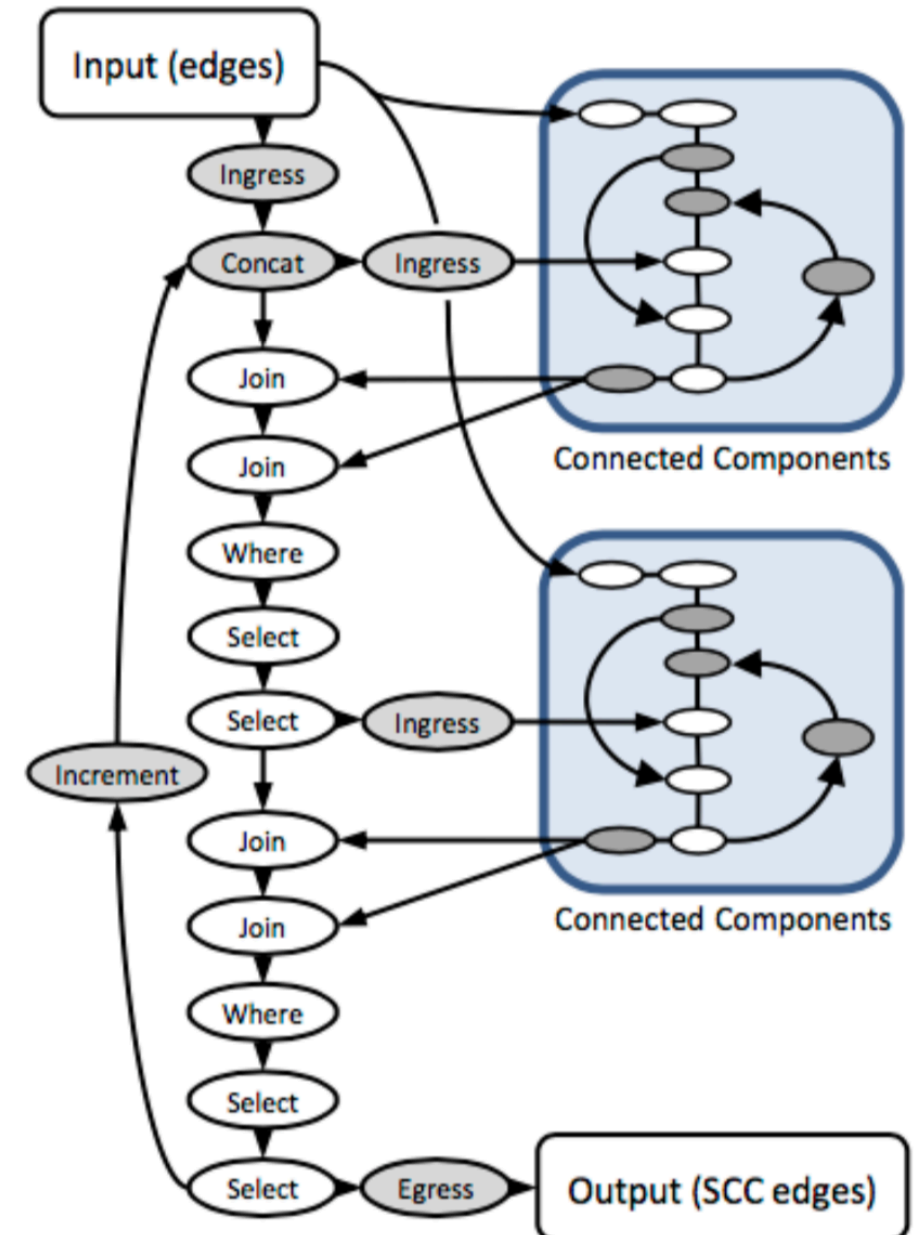 Input (edges)
Ingress
Concat
Ingress
Join
Connected Components
Join
Where
Select
Select
Ingress
Increment
Join
Connected Components
Join
Where
Select
Select
Egress
Output (SCC edges)